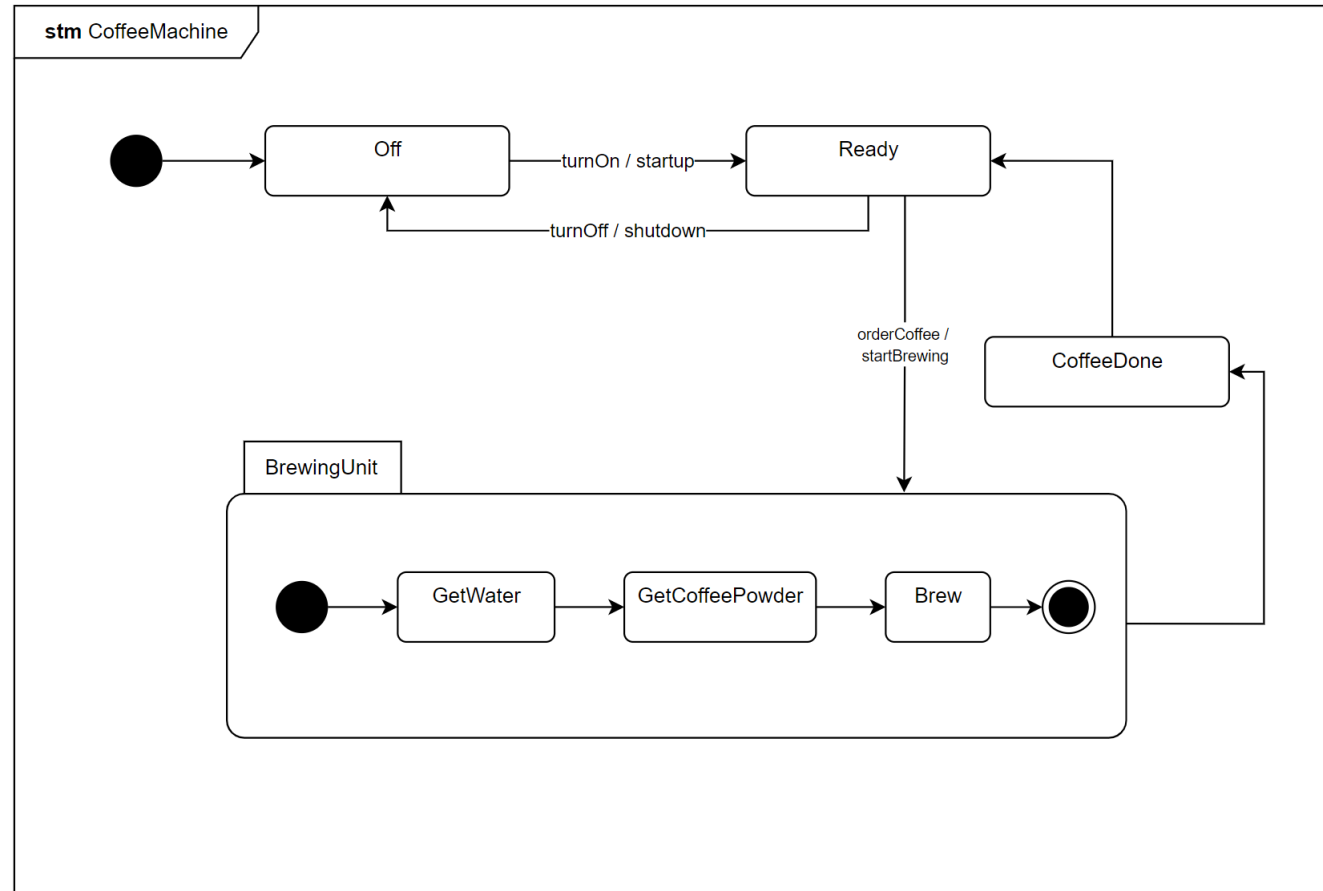 stm CoffeeMachine
Off
turnOn / startup
Ready
turnOff / shutdown
orderCoffee /
startBrewing
CoffeeDone
BrewingUnit
GetWater
GetCoffeePowder
Brew